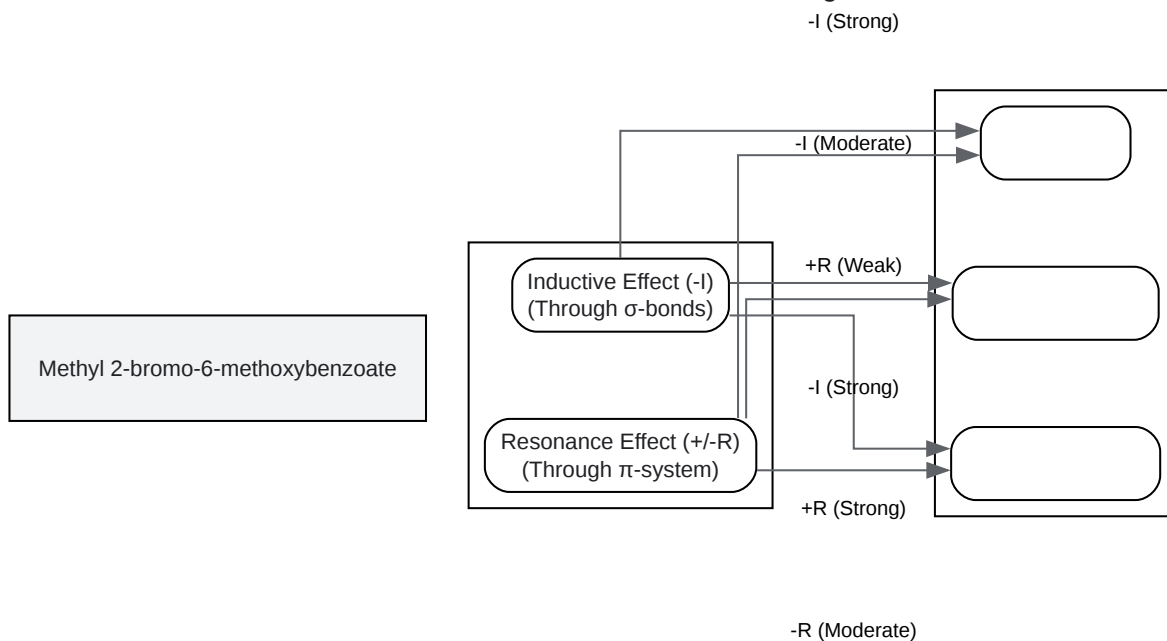 -I (Strong)
-I (Moderate)
+R (Weak)
Inductive Effect (-I)
(Through σ-bonds)
Methyl 2-bromo-6-methoxybenzoate
-I (Strong)
Resonance Effect (+/-R)
(Through π-system)
+R (Strong)
-R (Moderate)